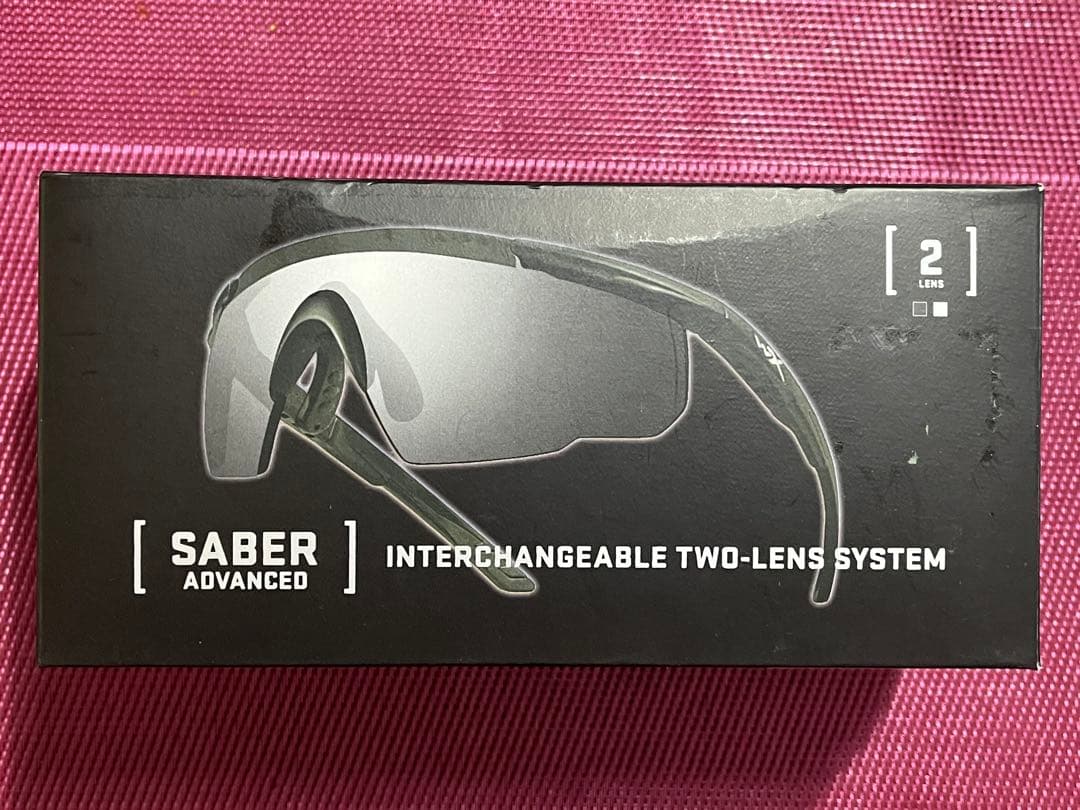 [ 2 ]
LENS
[ SABER ]
ADVANCED
INTERCHANGEABLE TWO-LENS SYSTEM